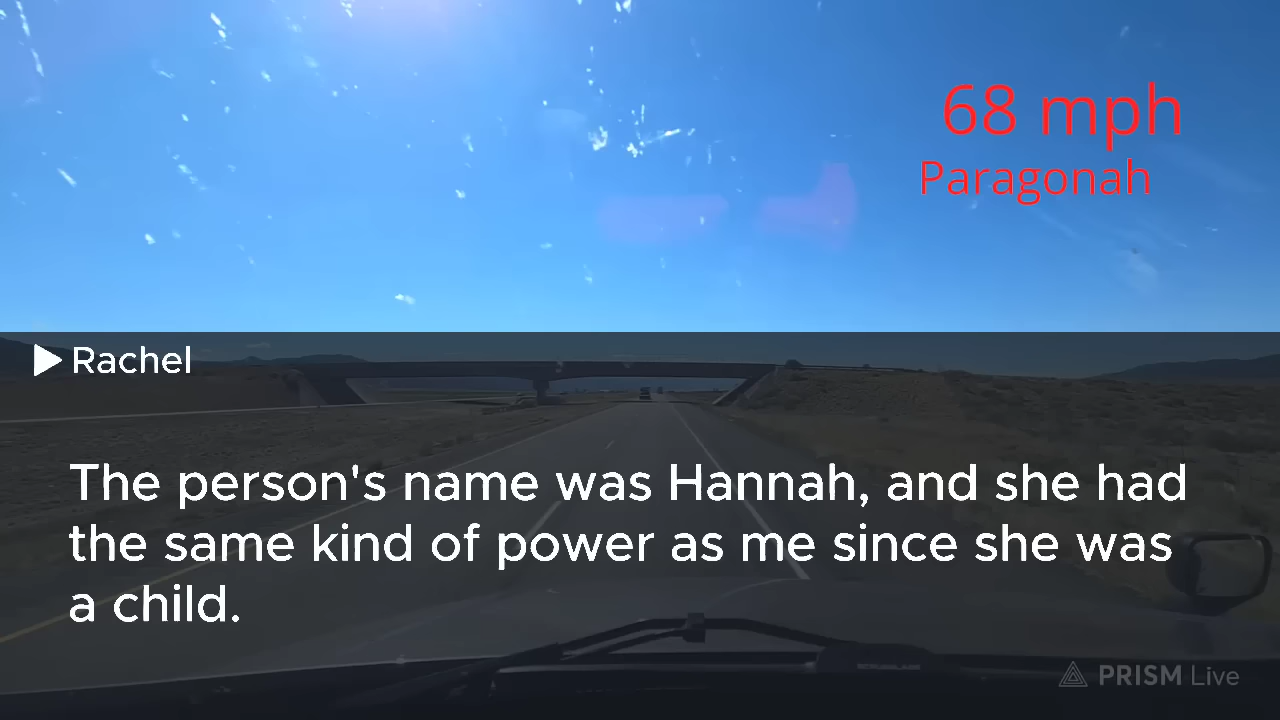 68 mph
Paragonah
Rachel
The person's name was Hannah, and she had
the same kind of power as me since she was
a child.
PRISM Live